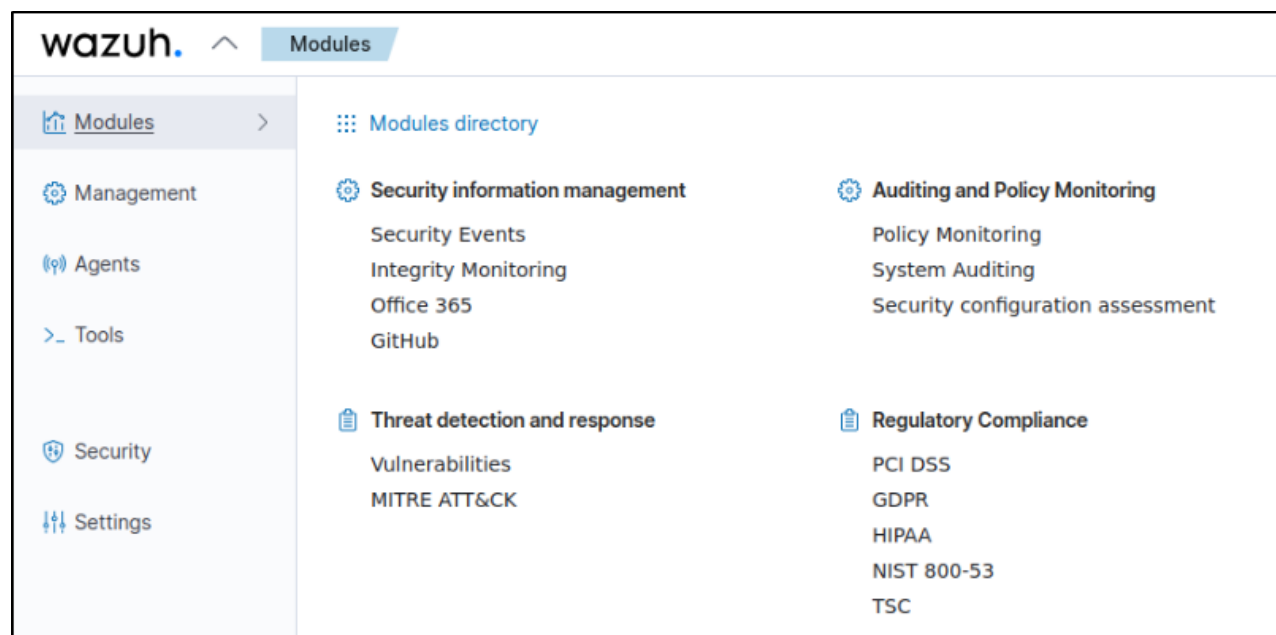 wazuh.
Modules
Modules
Management
Agents
Tools
Security
Settings
Modules directory
Security information management
Security Events
Integrity Monitoring
Office 365
GitHub
Auditing and Policy Monitoring
Policy Monitoring
System Auditing
Security configuration assessment
Threat detection and response
Vulnerabilities
MITRE ATT&CK
Regulatory Compliance
PCI DSS
GDPR
HIPAA
NIST 800-53
TSC